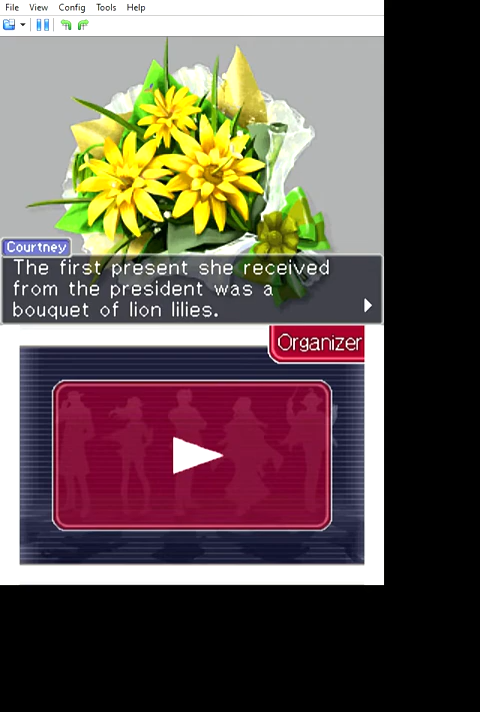 File View Config Tools Help
Courtney
The first present she received
from the president was a
bouquet of lion lilies.
Organizer